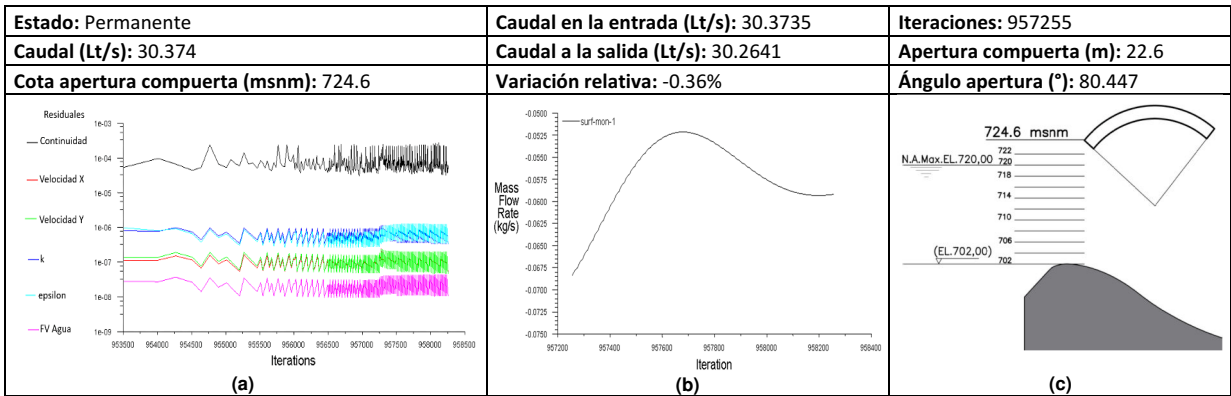 Estado: Permanente
Caudal en la entrada (Lt/s): 30.3735
Iteraciones: 957255
Caudal (Lt/s): 30.374
Caudal a la salida (Lt/s): 30.2641
Apertura compuerta (m): 22.6
Cota apertura compuerta (msnm): 724.6
Variación relativa: -0.36%
Ángulo apertura (°): 80.447
Residuales
Continuidad
Velocidad X
Velocidad Y
k
epsilon
FV Agua
1e-03
1e-04
1e-05
1e-06
1e-07
1e-08
1e-09
953500 954000 954500 955000 955500 956000 956500 957000 957500 958000 958500
Iterations
(a)
surf-mon-1
Mass
Flow
Rate
(kg/s)
-0.0500
-0.0525
-0.0550
-0.0575
-0.0600
-0.0625
-0.0650
-0.0675
-0.0700
-0.0725
-0.0750
957200 957400 957600 957800 958000 958200 958400
Iteration
(b)
724.6 msnm
722
N.A.Max.EL.720,00 720
718
714
710
706
(EL.702,00)
702
(c)